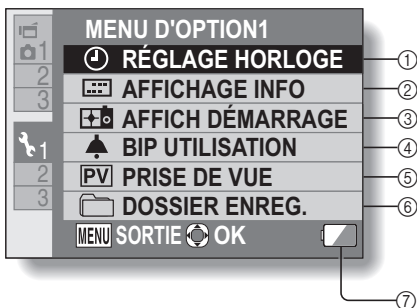 MENU D'OPTION1
RÉGLAGE HORLOGE ①
AFFICHAGE INFO ②
AFFICH DÉMARRAGE ③
BIP UTILISATION ④
PV PRISE DE VUE ⑤
DOSSIER ENREG. ⑥
MENU SORTIE OK
⑦
1
2
3
1
2
3